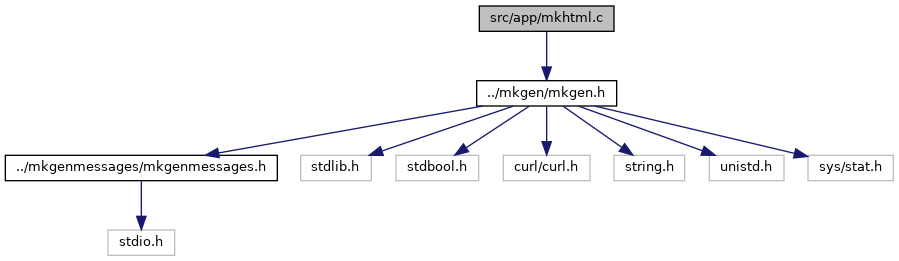 src/app/mkhtml.c
../mkgen/mkgen.h
../mkgenmessages/mkgenmessages.h
stdlib.h
stdbool.h
curl/curl.h
string.h
unistd.h
sys/stat.h
stdio.h